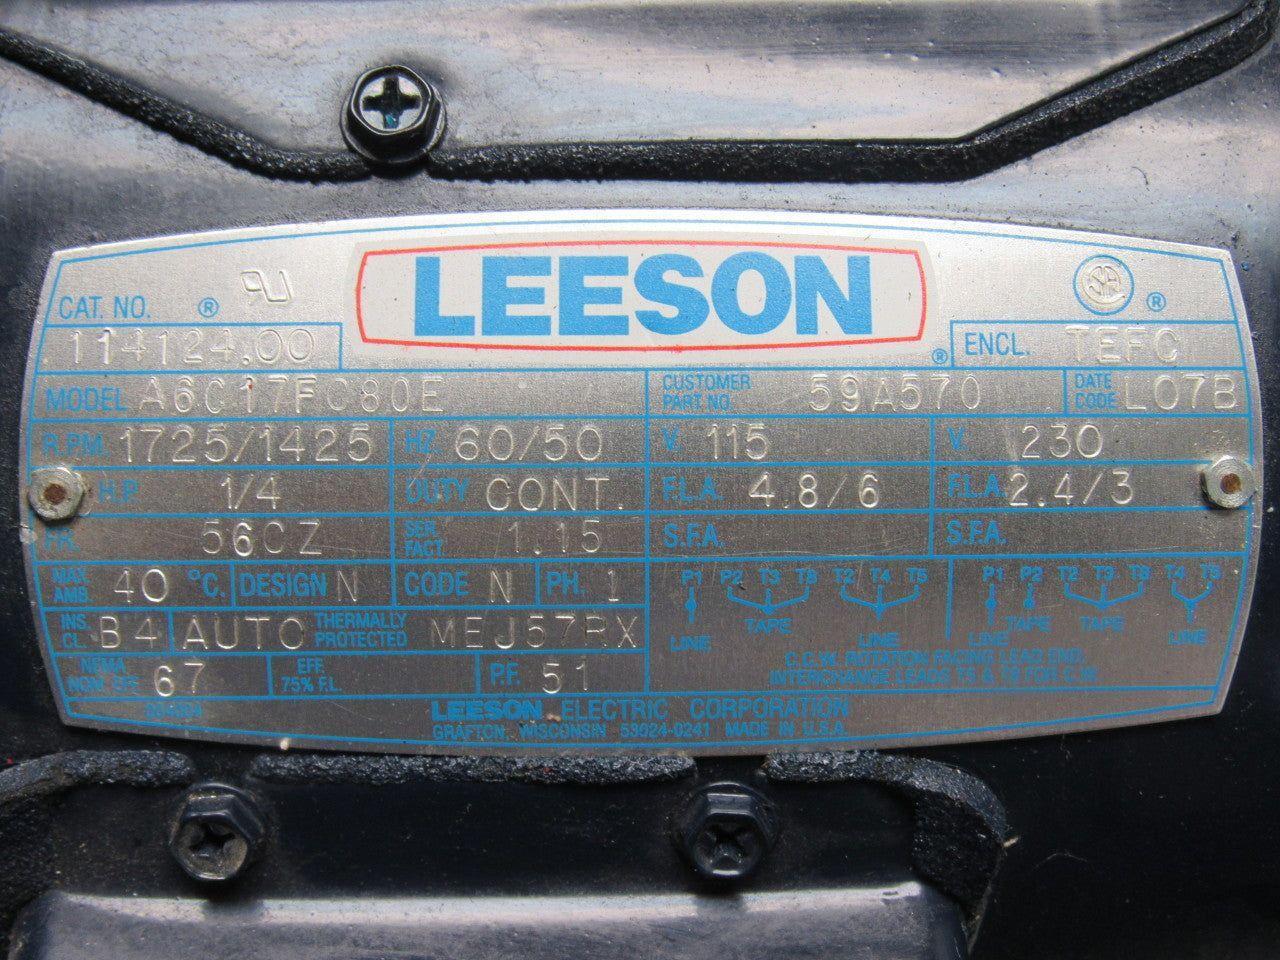 LEESON ®
CAT. NO. ®
114124.00
SA ®
ENCL. TEFC
MODEL A6C17FC80E CUSTOMER PART NO. 59A570 DATE CODE L07B
R.P.M. 1725/1425 HZ. 60/50 V. 115 V. 230
H.P. 1/4 DUTY CONT. F.L.A. 4.8/6 F.L.A. 2.4/3
FR. 56CZ SER. FACT. 1.15 S.F.A. S.F.A.
MAX. AMB. 40 °C. DESIGN N CODE N PH. 1
INS. CL. B4 AUTO THERMALLY PROTECTED MEJ57RX
NEMA NOM. EFF. 67 EFF. 75% F.L. P.F. 51
P1 P2 T3 T8 T2 T4 T5 P1 P2 T2 T3 T8 T4 T5
LINE TAPE LINE LINE TAPE TAPE LINE
C.C.W. ROTATION FACING LEAD END.
INTERCHANGE LEADS T5 & T8 FOR C.W.
LEESON ELECTRIC CORPORATION
GRAFTON, WISCONSIN 53024-0241 MADE IN U.S.A.